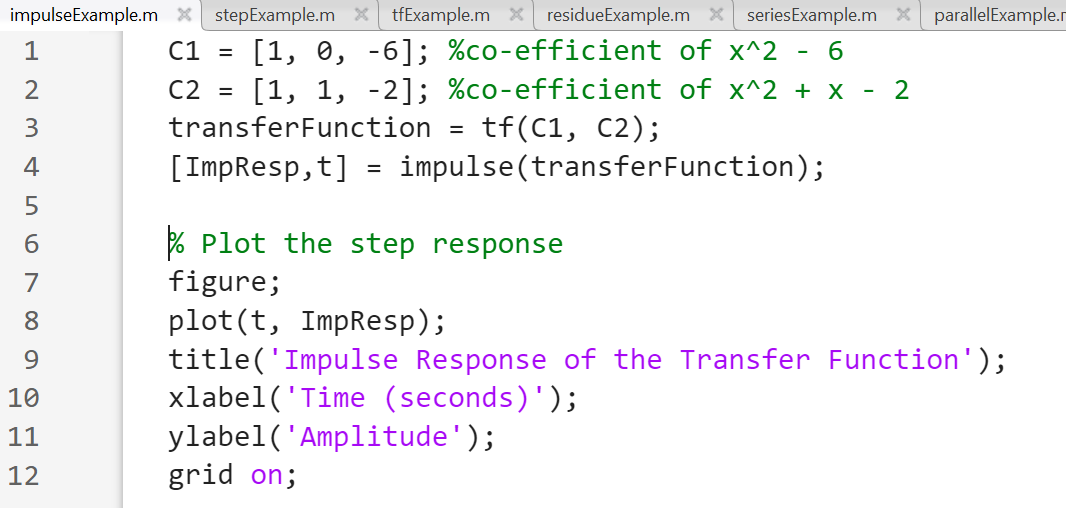 impulseExample.m × stepExample.m × tfExample.m × residueExample.m × seriesExample.m × parallelExample.m
1 C1 = [1, 0, -6]; %co-efficient of x^2 - 6
2 C2 = [1, 1, -2]; %co-efficient of x^2 + x - 2
3 transferFunction = tf(C1, C2);
4 [ImpResp,t] = impulse(transferFunction);
5
6 % Plot the step response
7 figure;
8 plot(t, ImpResp);
9 title('Impulse Response of the Transfer Function');
10 xlabel('Time (seconds)');
11 ylabel('Amplitude');
12 grid on;